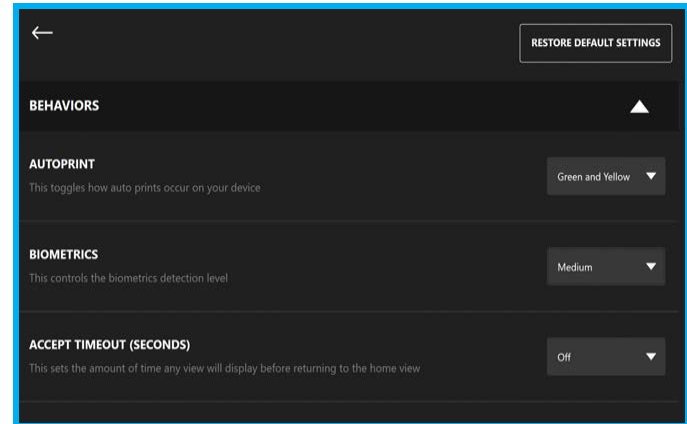 RESTORE DEFAULT SETTINGS
BEHAVIORS
AUTOPRINT
This toggles how auto prints occur on your device
Green and Yellow
BIOMETRICS
This controls the biometrics detection level
Medium
ACCEPT TIMEOUT (SECONDS)
This sets the amount of time any view will display before returning to the home view
Off